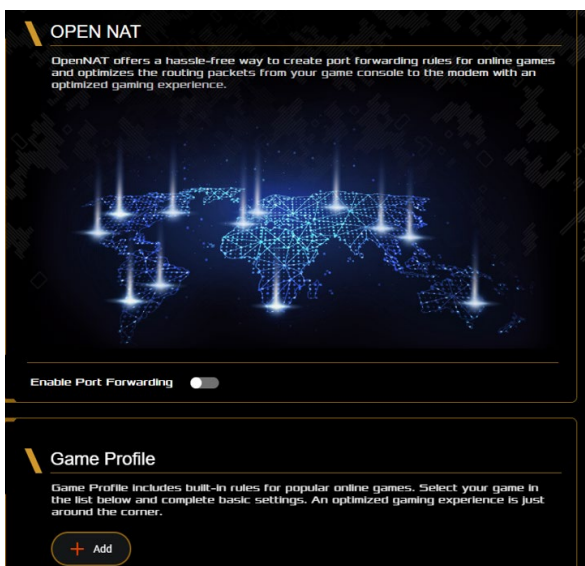 OPEN NAT
OpenNAT offers a hassle-free way to create port forwarding rules for online games
and optimizes the routing packets from your game console to the modem with an
optimized gaming experience.
Enable Port Forwarding
Game Profile
Game Profile includes built-in rules for popular online games. Select your game in
the list below and complete basic settings. An optimized gaming experience is just
around the corner.
+ Add